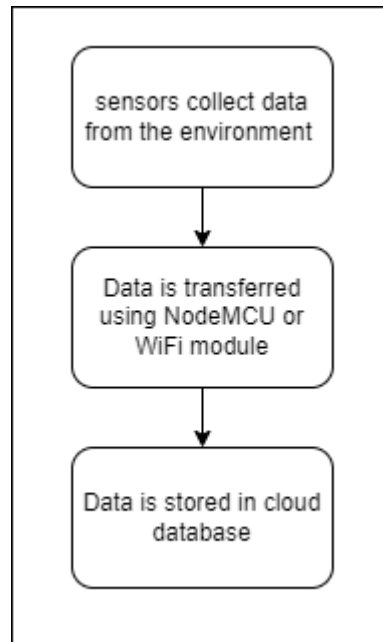 sensors collect data
from the environment
Data is transferred
using NodeMCU or
WiFi module
Data is stored in cloud
database